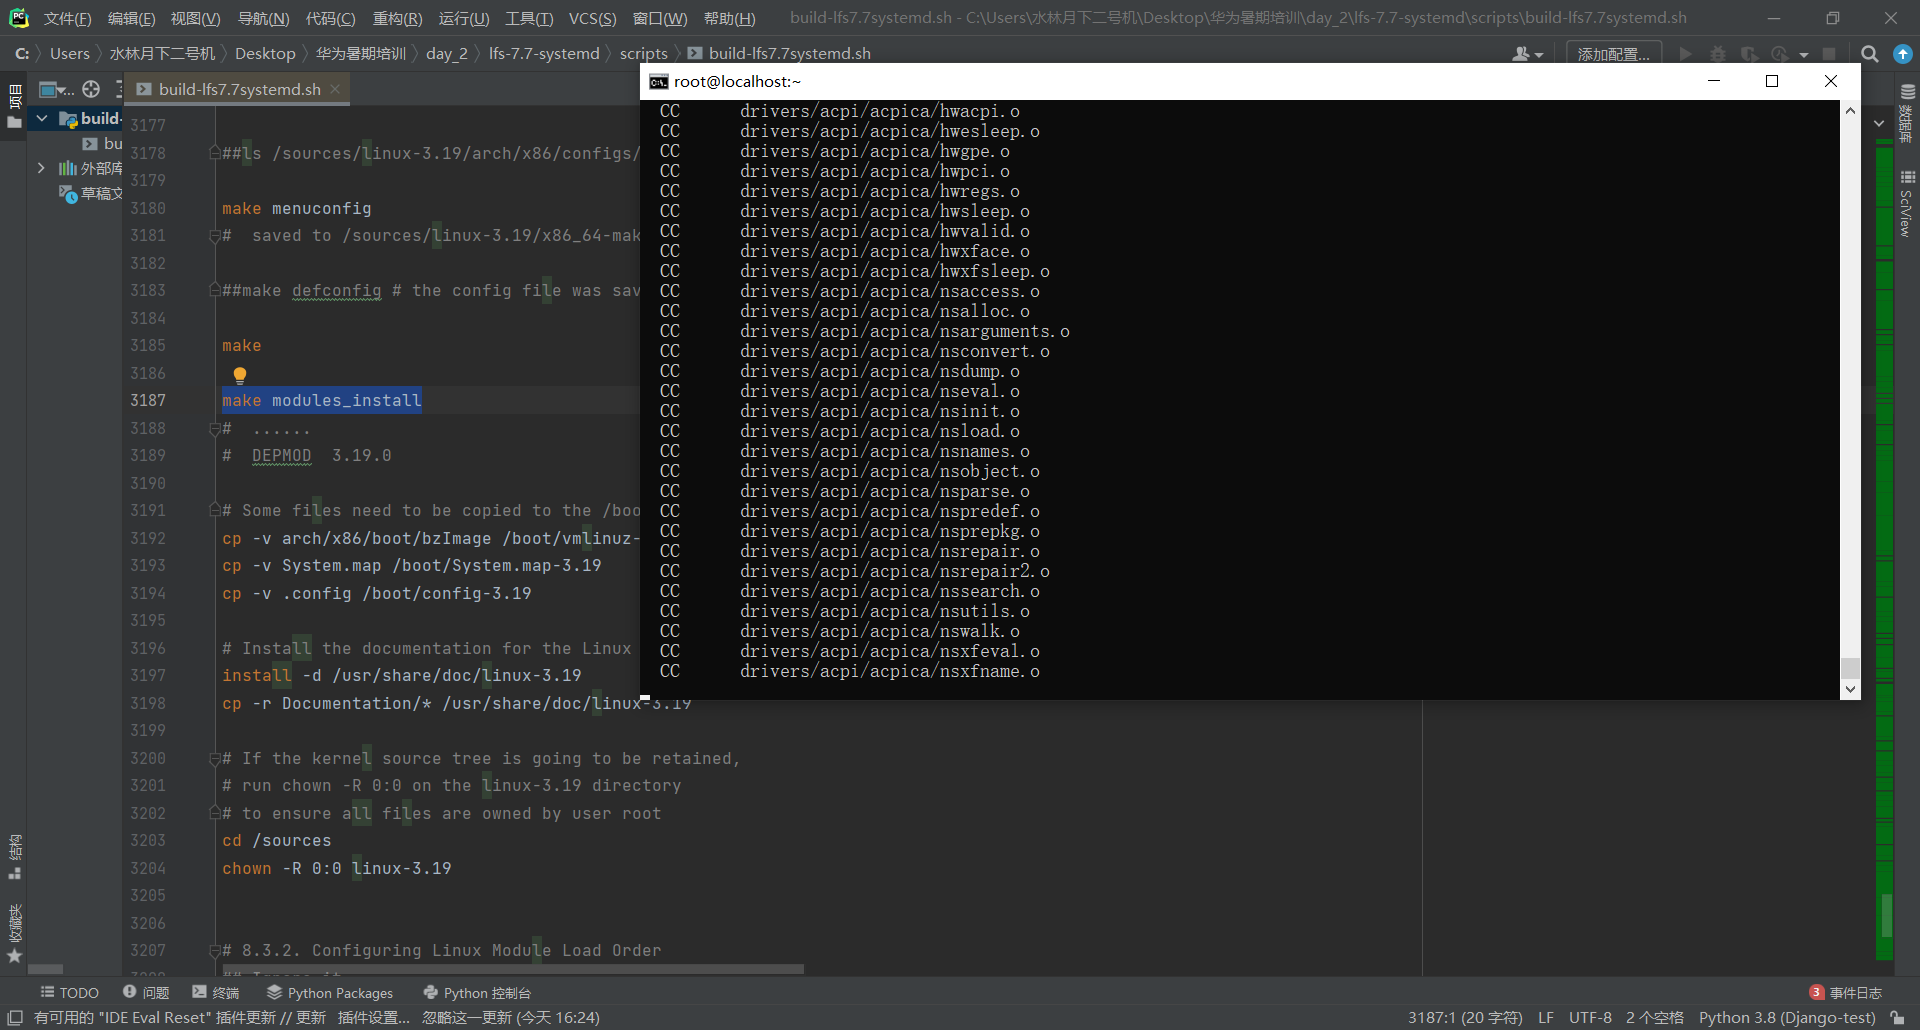 文件(F) 编辑(E) 视图(V) 导航(N) 代码(C) 重构(R) 运行(U) 工具(T) VCS(S) 窗口(W) 帮助(H) build-lfs7.7systemd.sh - C:\Users\水林月下二号机\Desktop\华为暑期培训\day_2\lfs-7.7-systemd\scripts\build-lfs7.7systemd.sh
C: Users 水林月下二号机 Desktop 华为暑期培训 day_2 lfs-7.7-systemd scripts build-lfs7.7systemd.sh 添加配置...
项目
build-lfs7.7systemd.sh
build-
bu
外部库
草稿文
3177
3178 ##ls /sources/linux-3.19/arch/x86/configs/
3179
3180 make menuconfig
3181 # saved to /sources/linux-3.19/x86_64-mak
3182
3183 ##make defconfig # the config file was sav
3184
3185 make
3186
3187 make modules_install
3188 # ......
3189 # DEPMOD 3.19.0
3190
3191 # Some files need to be copied to the /boo
3192 cp -v arch/x86/boot/bzImage /boot/vmlinuz-
3193 cp -v System.map /boot/System.map-3.19
3194 cp -v .config /boot/config-3.19
3195
3196 # Install the documentation for the Linux
3197 install -d /usr/share/doc/linux-3.19
3198 cp -r Documentation/* /usr/share/doc/linux-3.19
3199
3200 # If the kernel source tree is going to be retained,
3201 # run chown -R 0:0 on the linux-3.19 directory
3202 # to ensure all files are owned by user root
3203 cd /sources
3204 chown -R 0:0 linux-3.19
3205
3206
3207 # 8.3.2. Configuring Linux Module Load Order
root@localhost:~
CC drivers/acpi/acpica/hwacpi.o
CC drivers/acpi/acpica/hwesleep.o
CC drivers/acpi/acpica/hwgpe.o
CC drivers/acpi/acpica/hwpci.o
CC drivers/acpi/acpica/hwregs.o
CC drivers/acpi/acpica/hwsleep.o
CC drivers/acpi/acpica/hwvalid.o
CC drivers/acpi/acpica/hwxface.o
CC drivers/acpi/acpica/hwxfsleep.o
CC drivers/acpi/acpica/nsaccess.o
CC drivers/acpi/acpica/nsalloc.o
CC drivers/acpi/acpica/nsarguments.o
CC drivers/acpi/acpica/nsconvert.o
CC drivers/acpi/acpica/nsdump.o
CC drivers/acpi/acpica/nseval.o
CC drivers/acpi/acpica/nsinit.o
CC drivers/acpi/acpica/nsload.o
CC drivers/acpi/acpica/nsnames.o
CC drivers/acpi/acpica/nsobject.o
CC drivers/acpi/acpica/nsparse.o
CC drivers/acpi/acpica/nspredef.o
CC drivers/acpi/acpica/nsprepkg.o
CC drivers/acpi/acpica/nsrepair.o
CC drivers/acpi/acpica/nsrepair2.o
CC drivers/acpi/acpica/nssearch.o
CC drivers/acpi/acpica/nsutils.o
CC drivers/acpi/acpica/nswalk.o
CC drivers/acpi/acpica/nsxfeval.o
CC drivers/acpi/acpica/nsxfname.o
数据库
SciView
结构
收藏夹
TODO 问题 终端 Python Packages Python 控制台 3 事件日志
有可用的 "IDE Eval Reset" 插件更新 // 更新 插件设置... 忽略这一更新 (今天 16:24) 3187:1 (20 字符) LF UTF-8 2 个空格 Python 3.8 (Django-test)